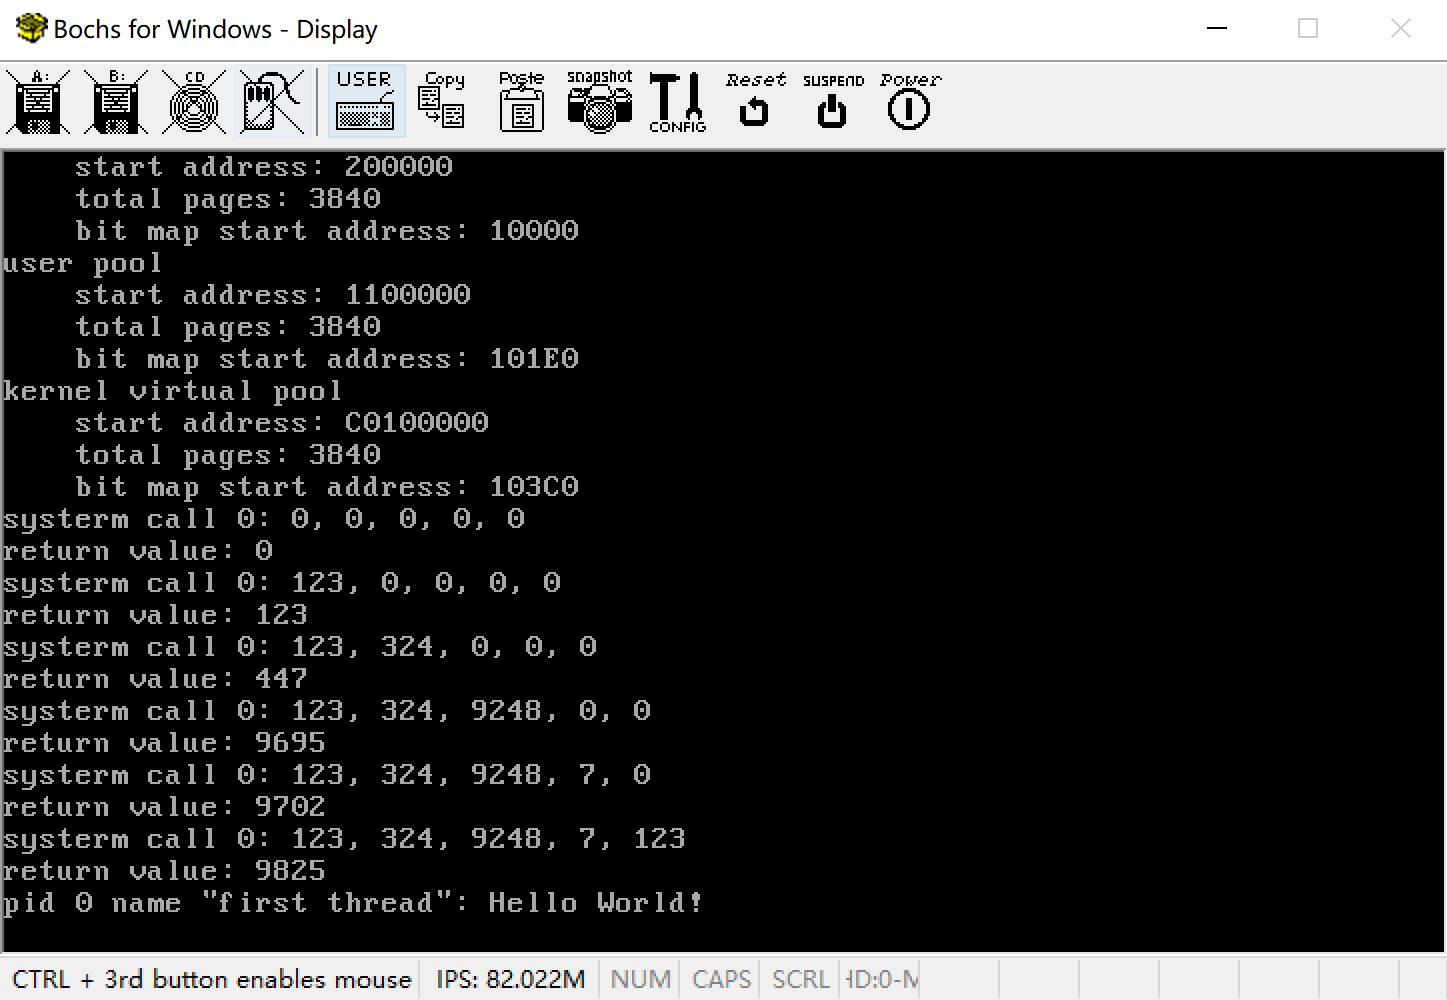 Bochs for Windows - Display
A: B: CD USER Copy Paste snapshot CONFIG Reset SUSPEND Power
start address: 200000
total pages: 3840
bit map start address: 10000
user pool
start address: 1100000
total pages: 3840
bit map start address: 101E0
kernel virtual pool
start address: C0100000
total pages: 3840
bit map start address: 103C0
systerm call 0: 0, 0, 0, 0, 0
return value: 0
systerm call 0: 123, 0, 0, 0, 0
return value: 123
systerm call 0: 123, 324, 0, 0, 0
return value: 447
systerm call 0: 123, 324, 9248, 0, 0
return value: 9695
systerm call 0: 123, 324, 9248, 7, 0
return value: 9702
systerm call 0: 123, 324, 9248, 7, 123
return value: 9825
pid 0 name "first thread": Hello World!
CTRL + 3rd button enables mouse IPS: 82.022M NUM CAPS SCRL HD:0-M